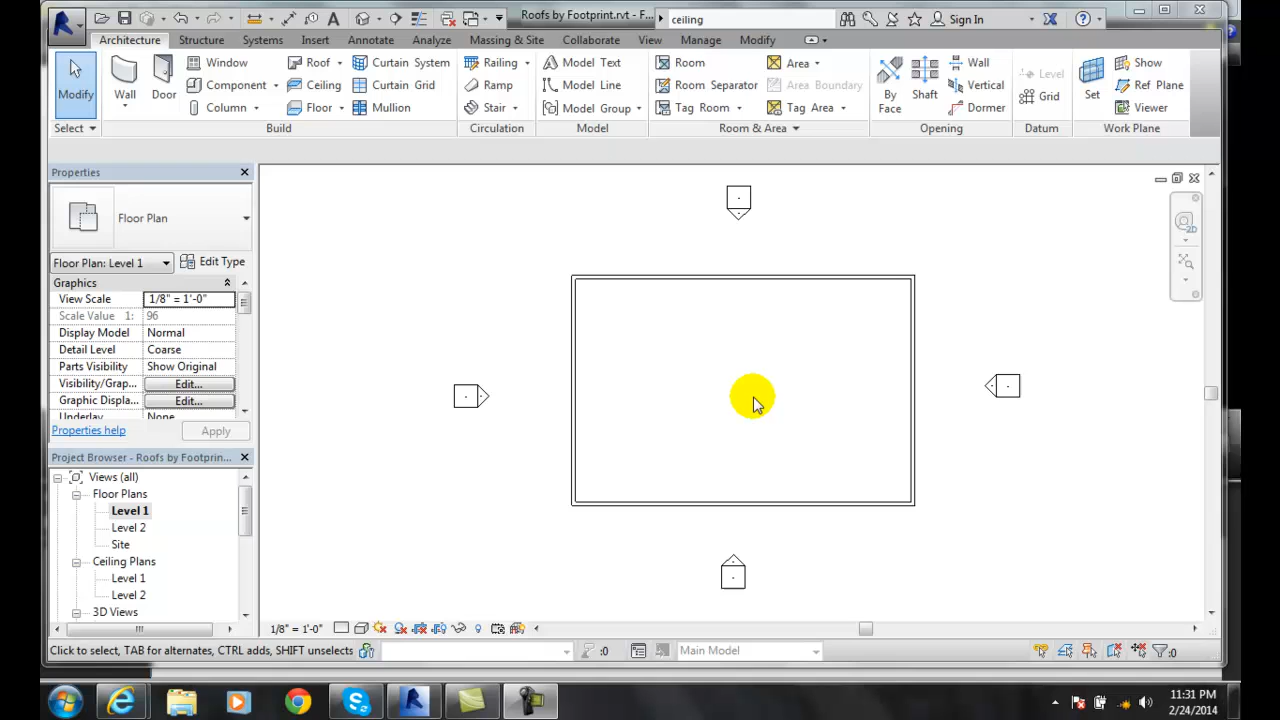 Roofs by Footprint.rvt - F... ceiling Sign In
Architecture Structure Systems Insert Annotate Analyze Massing & Site Collaborate View Manage Modify
Modify Wall Door Window Component Column Roof Ceiling Floor Curtain System Curtain Grid Mullion Railing Ramp Stair Model Text Model Line Model Group Room Room Separator Tag Room Area Area Boundary Tag Area By Face Shaft Wall Vertical Dormer Level Grid Set Show Ref Plane Viewer
Select Build Circulation Model Room & Area Opening Datum Work Plane
Properties
Floor Plan
Floor Plan: Level 1 Edit Type
Graphics
View Scale 1/8" = 1'-0"
Scale Value 1: 96
Display Model Normal
Detail Level Coarse
Parts Visibility Show Original
Visibility/Grap... Edit...
Graphic Displa... Edit...
Underlay None
Properties help Apply
Project Browser - Roofs by Footprin...
Views (all)
Floor Plans
Level 1
Level 2
Site
Ceiling Plans
Level 1
Level 2
3D Views
2D
1/8" = 1'-0"
Click to select, TAB for alternates, CTRL adds, SHIFT unselects :0 Main Model :0
11:31 PM
2/24/2014